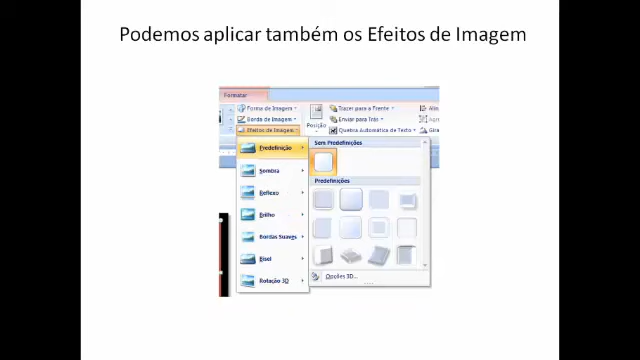 Podemos aplicar também os Efeitos de Imagem
Formatar
Forma de Imagem
Trazer para a Frente
Borda de Imagem
Enviar para Trás
Efeitos de Imagem
Posição
Quebra Automática de Texto
Predefinição
Sem Predefinições
Sombra
Predefinições
Reflexo
Brilho
Bordas Suaves
Bisel
Rotação 3D
Opções 3D...